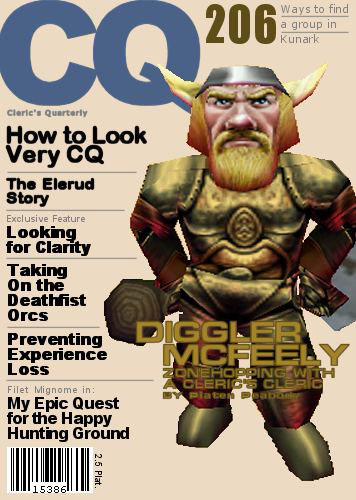 CQ
206
Ways to find
a group in
Kunark
Cleric's Quarterly
How to Look
Very CQ
The Elerud
Story
Exclusive Feature
Looking
for Clarity
Taking
On the
Deathfist
Orcs
Preventing
Experience
Loss
Filet Mignome in:
My Epic Quest
for the Happy
Hunting Ground
DIGGLER
MCFEELY
ZONEHOPPING WITH
A CLERIC'S CLERIC
BY Platen Peabody
15386
2.5 Plat.